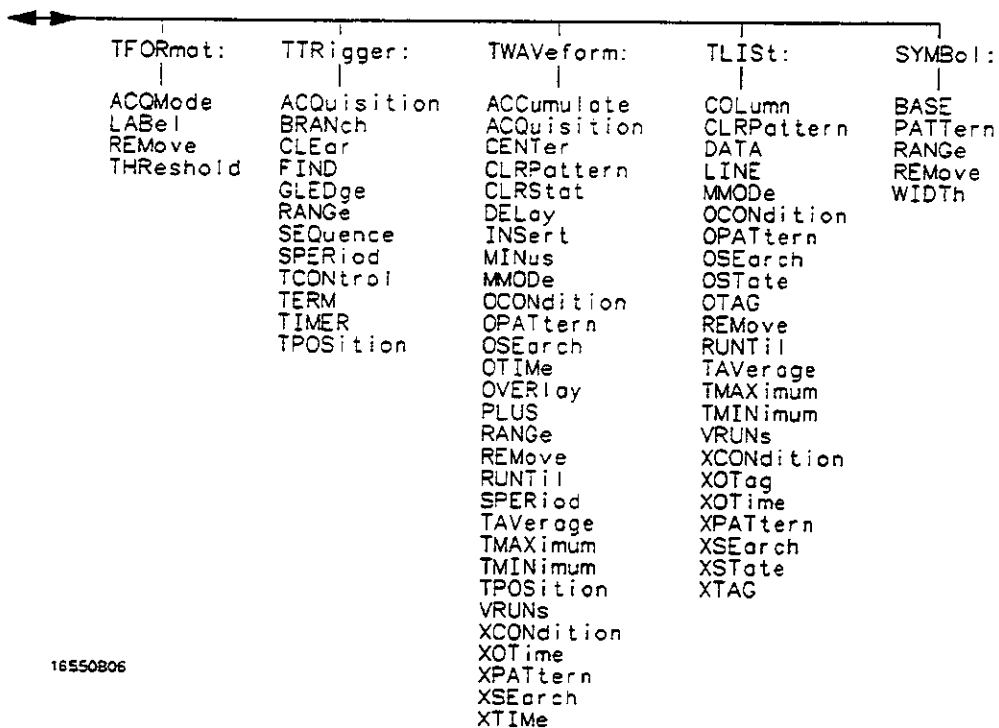 TFORmat:
ACQMode
LABel
REMove
THReshold
TTRigger:
ACQuisition
BRANch
CLEar
FIND
GLEDge
RANGe
SEQuence
SPERiod
TCONtrol
TERM
TIMER
TPOSition
TWAVeform:
ACCumulate
ACQuisition
CENTer
CLRPattern
CLRStat
DELay
INSert
MINus
MMODe
OCONdition
OPATtern
OSEarch
OTIMe
OVERlay
PLUS
RANGe
REMove
RUNTil
SPERiod
TAVerage
TMAXimum
TMINimum
TPOSition
VRUNs
XCONdition
XOTime
XPATtern
XSEarch
XTIMe
TLISt:
COLumn
CLRPattern
DATA
LINE
MMODe
OCONdition
OPATtern
OSEarch
OSTate
OTAG
REMove
RUNTil
TAVerage
TMAXimum
TMINimum
VRUNs
XCONdition
XOTag
XOTime
XPATtern
XSEarch
XSTate
XTAG
SYMBol:
BASE
PATTern
RANGe
REMove
WIDTh
16550B06